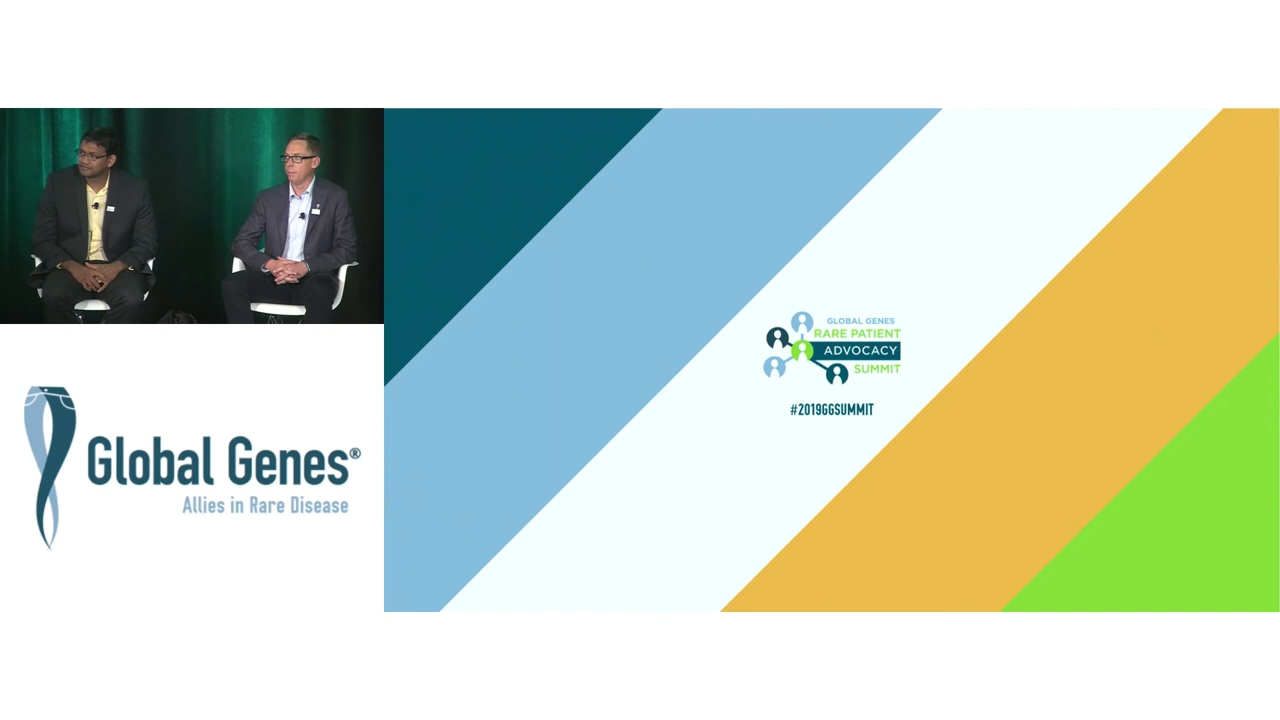 Global Genes®
Allies in Rare Disease
GLOBAL GENES
RARE PATIENT
ADVOCACY
SUMMIT
#2019GGSUMMIT